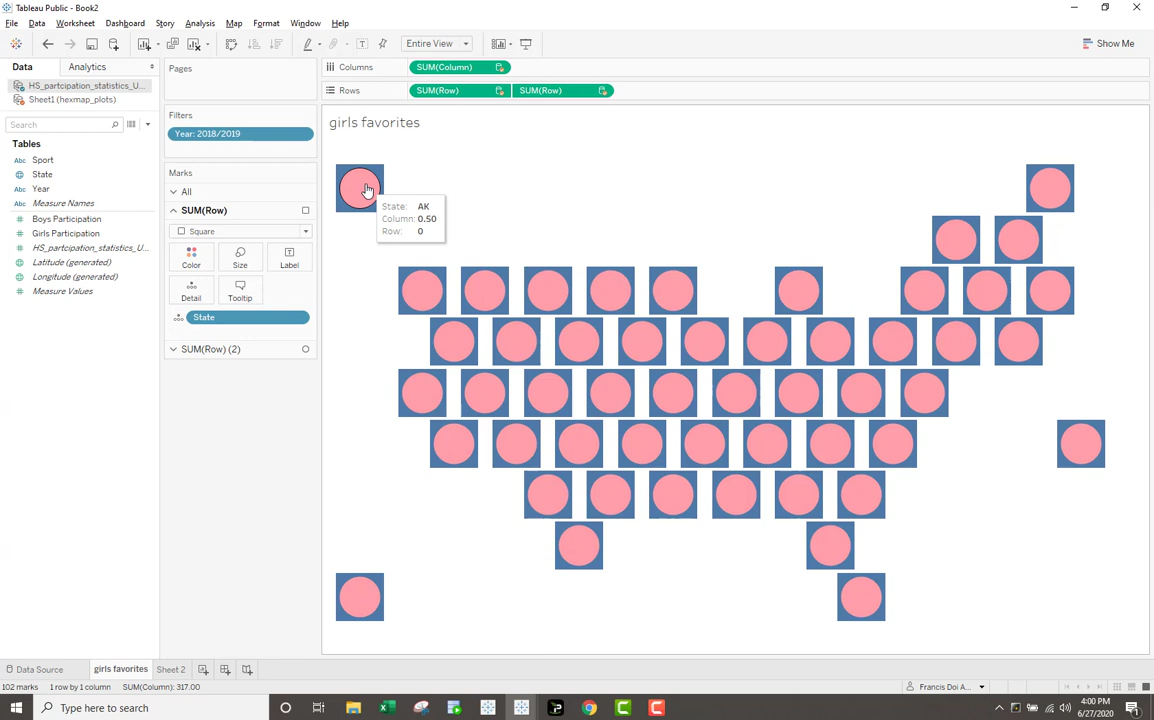 Tableau Public - Book2
File Data Worksheet Dashboard Story Analysis Map Format Window Help
Entire View
Show Me
Data Analytics
HS_partcipation_statistics_U...
Sheet1 (hexmap_plots)
Search
Tables
Abc Sport
State
Abc Year
Abc Measure Names
# Boys Participation
# Girls Participation
# HS_partcipation_statistics_U...
# Latitude (generated)
# Longitude (generated)
# Measure Values
Pages
Filters
Year: 2018/2019
Marks
All
SUM(Row)
Square
Color Size Label
Detail Tooltip
State
SUM(Row) (2)
Columns SUM(Column)
Rows SUM(Row) SUM(Row)
girls favorites
State: AK
Column: 0.50
Row: 0
Data Source girls favorites Sheet 2
102 marks 1 row by 1 column SUM(Column): 317.00 Francis Doi A...
Type here to search
4:00 PM
6/27/2020